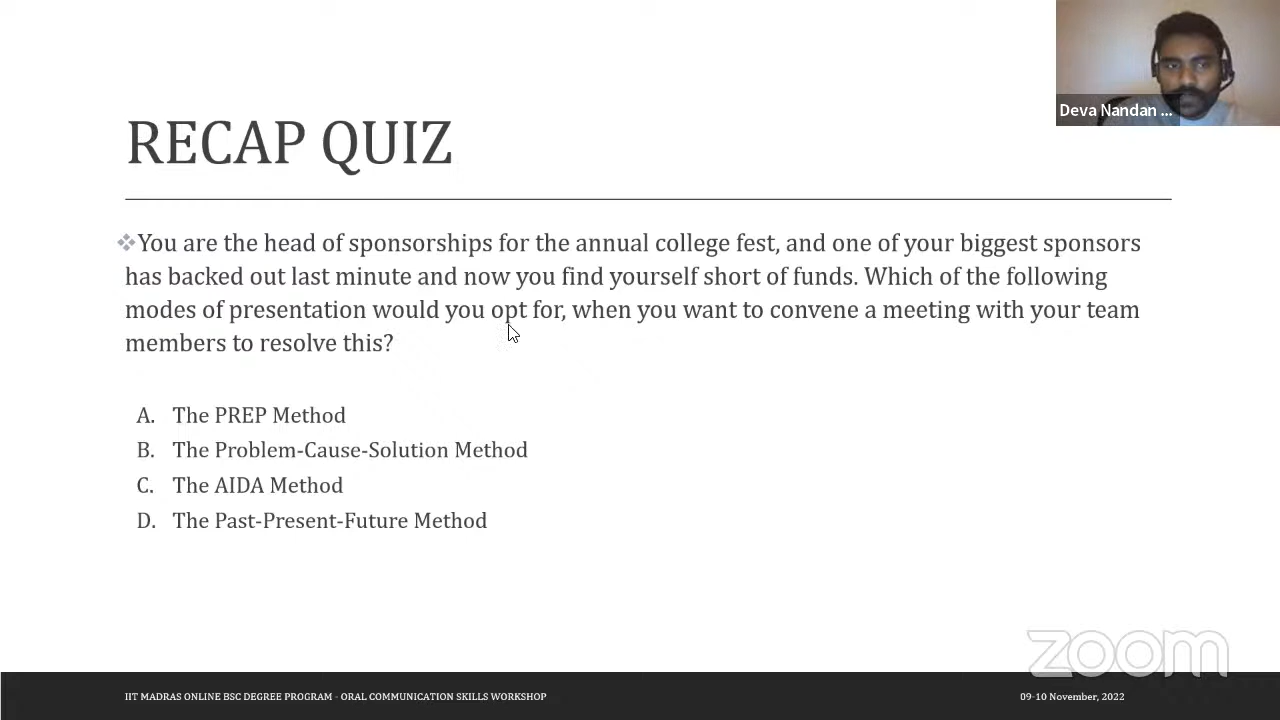 Deva Nandan ...
RECAP QUIZ
❖You are the head of sponsorships for the annual college fest, and one of your biggest sponsors
has backed out last minute and now you find yourself short of funds. Which of the following
modes of presentation would you opt for, when you want to convene a meeting with your team
members to resolve this?
A. The PREP Method
B. The Problem-Cause-Solution Method
C. The AIDA Method
D. The Past-Present-Future Method
zoom
IIT MADRAS ONLINE BSC DEGREE PROGRAM - ORAL COMMUNICATION SKILLS WORKSHOP
09-10 November, 2022